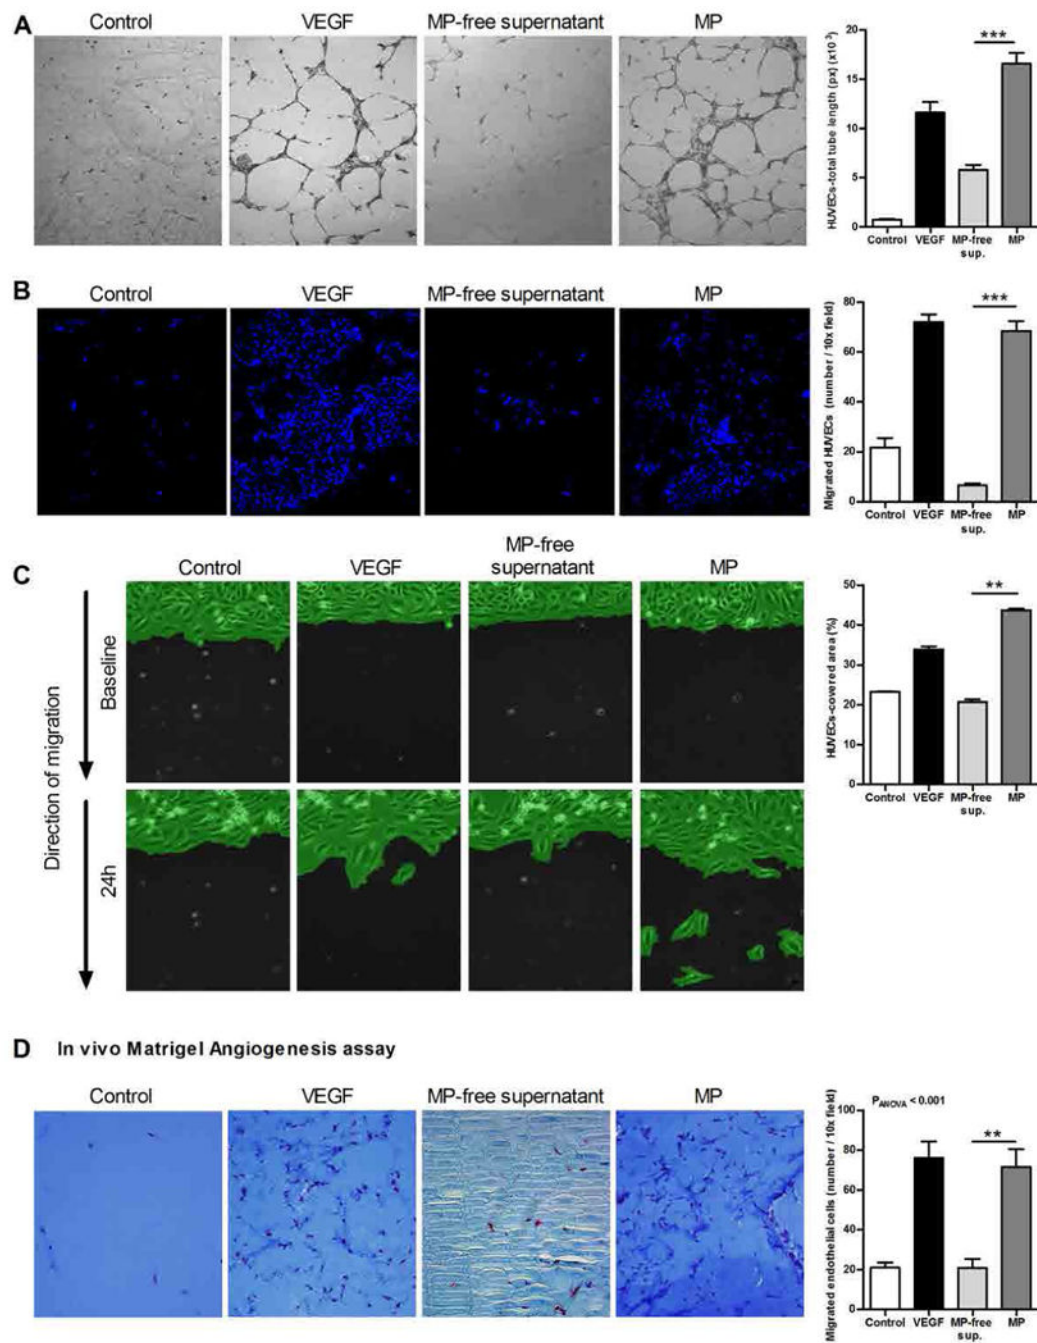 A
Control VEGF MP-free supernatant MP
HUVECs-total tube length (px) (x10³)
20
15
10
5
0
***
Control VEGF MP-free MP
sup.
B
Control VEGF MP-free supernatant MP
Migrated HUVECs (number / 10x field)
80
60
40
20
0
***
Control VEGF MP-free MP
sup.
C
Control VEGF MP-free supernatant MP
Direction of migration
Baseline
24h
HUVECs-covered area (%)
50
40
30
20
10
0
**
Control VEGF MP-free MP
sup.
D In vivo Matrigel Angiogenesis assay
Control VEGF MP-free supernatant MP
Migrated endothelial cells (number / 10x field)
P ANOVA < 0.001
100
80
60
40
20
0
**
Control VEGF MP-free MP
sup.